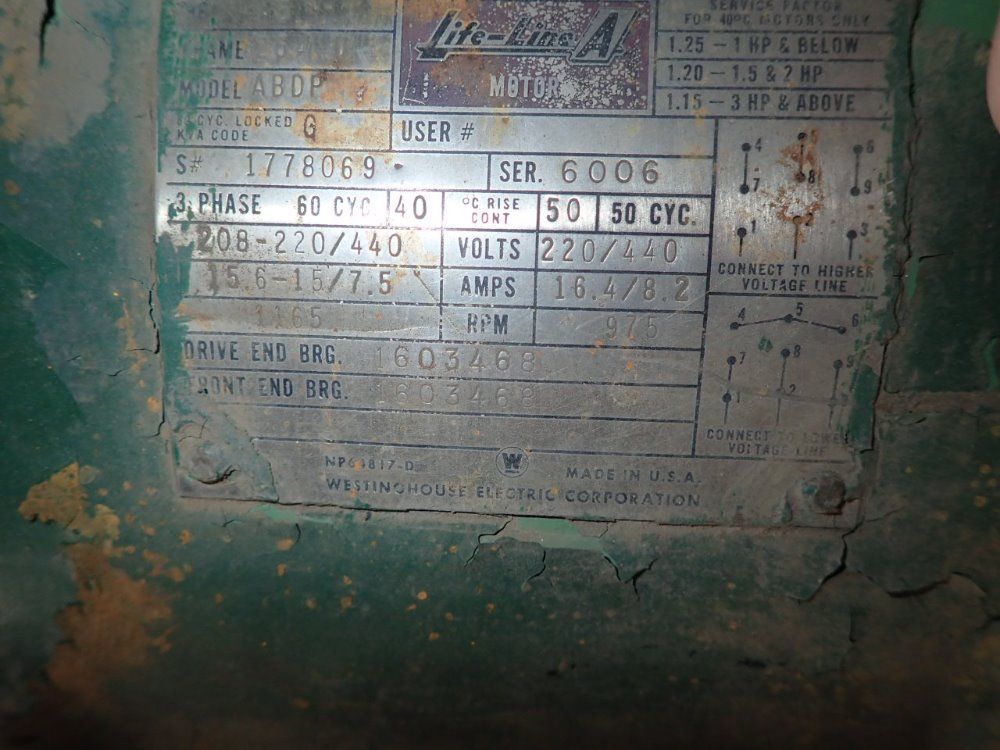 SERVICE FACTOR
FOR 40°C MOTORS ONLY
Life-Line A
MOTOR
1.25 – 1 HP & BELOW
1.20 – 1.5 & 2 HP
1.15 – 3 HP & ABOVE
MODEL ABDP
CYC. LOCKED
KVA CODE G
USER #
S# 1778069
SER. 6006
3 PHASE 60 CYC. 40 °C RISE CONT 50 50 CYC.
208-220/440 VOLTS 220/440
15.6-15/7.5 AMPS 16.4/8.2
1165 RPM 975
DRIVE END BRG. 1603468
FRONT END BRG. 1603468
4 6
7 8 9
1 2 3
CONNECT TO HIGHER
VOLTAGE LINE
4 5 6
7 8 9
1 2
CONNECT TO LOWER
VOLTAGE LINE
W
MADE IN U.S.A.
WESTINGHOUSE ELECTRIC CORPORATION